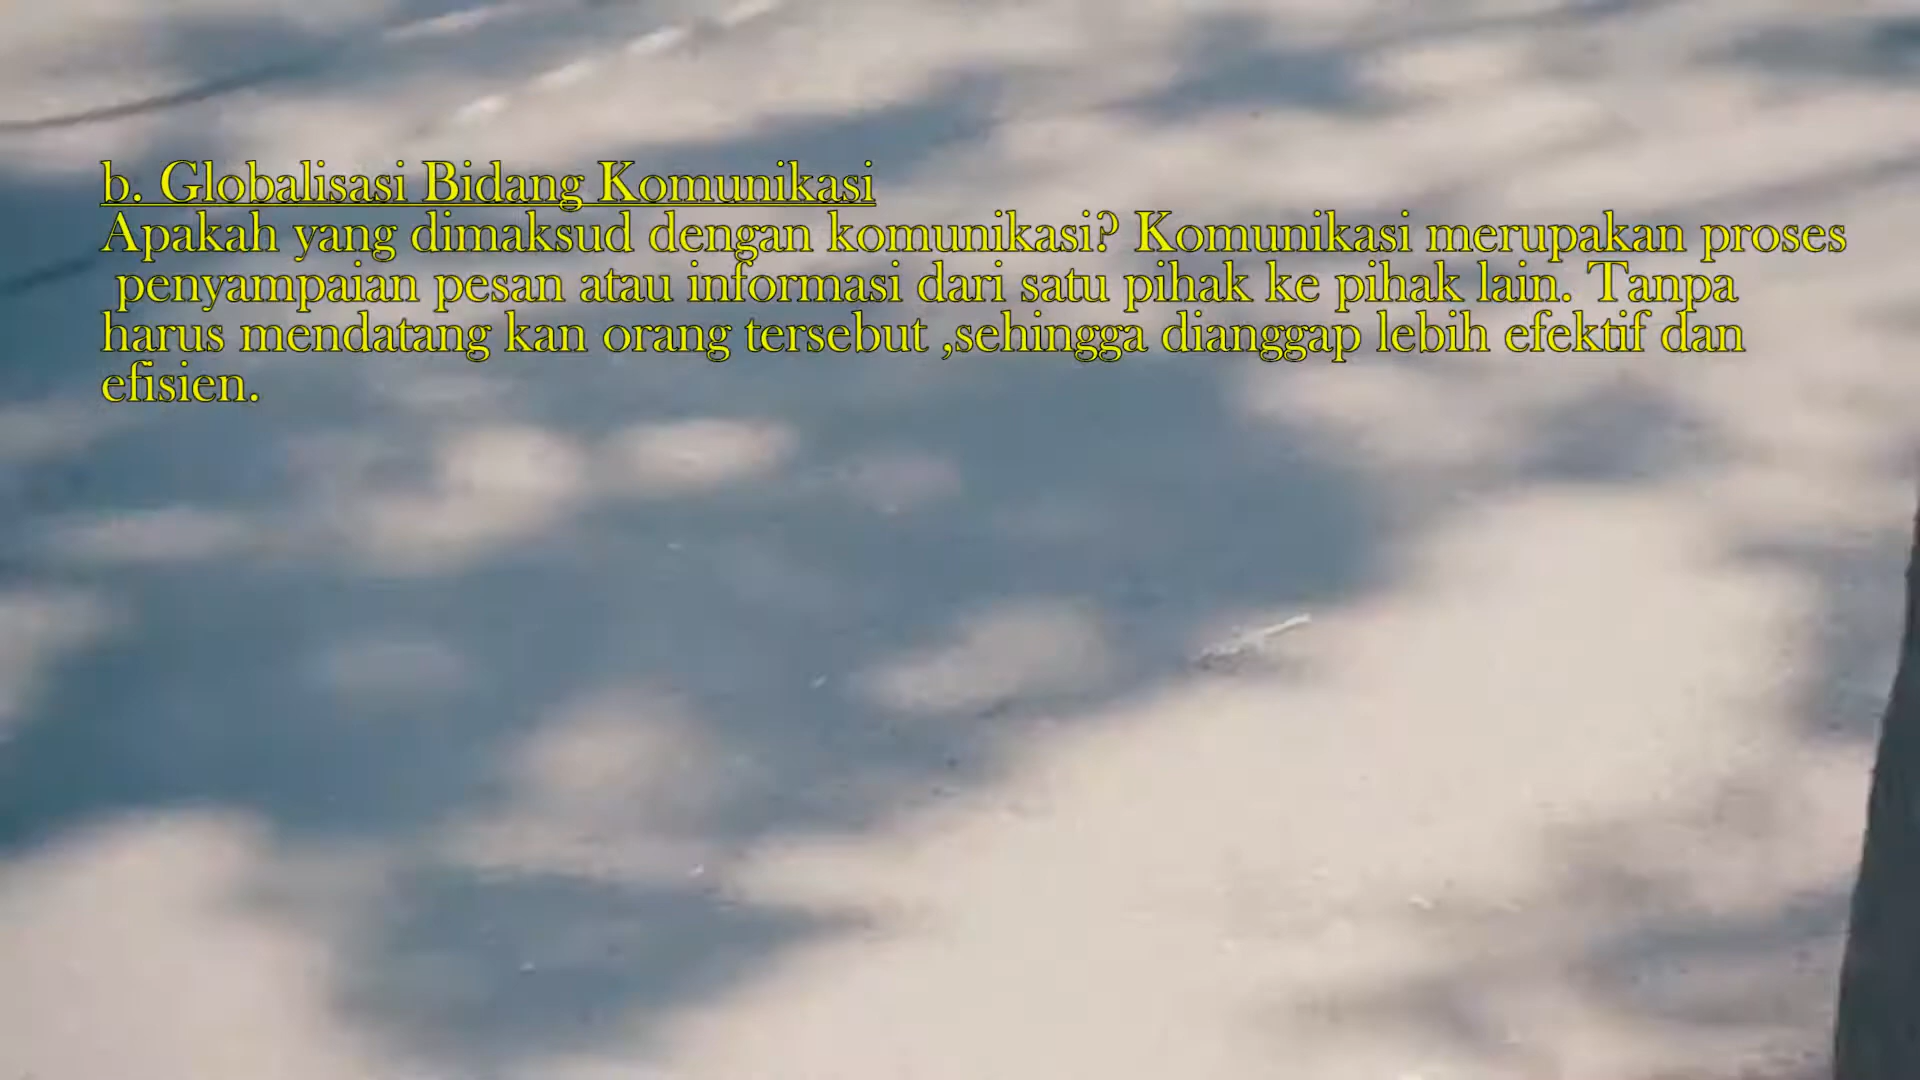 b. Globalisasi Bidang Komunikasi
Apakah yang dimaksud dengan komunikasi? Komunikasi merupakan proses
penyampaian pesan atau informasi dari satu pihak ke pihak lain. Tanpa
harus mendatang kan orang tersebut ,sehingga dianggap lebih efektif dan
efisien.